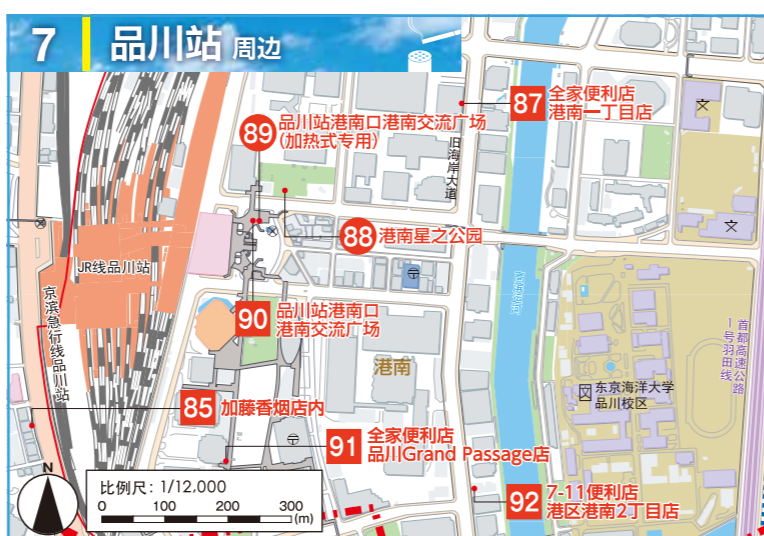 7 品川站 周边
87 全家便利店
港南一丁目店
89 品川站港南口港南交流广场
(加热式专用)
旧海岸大道
88 港南星之公园
JR线品川站
京滨急行线品川站
90 品川站港南口
港南交流广场
首都高速公路
1号羽田线
港南
东京海洋大学
品川校区
85 加藤香烟店内
91 全家便利店
品川Grand Passage店
92 7-11便利店
港区港南2丁目店
N
比例尺: 1/12,000
0 100 200 300
(m)
文
文